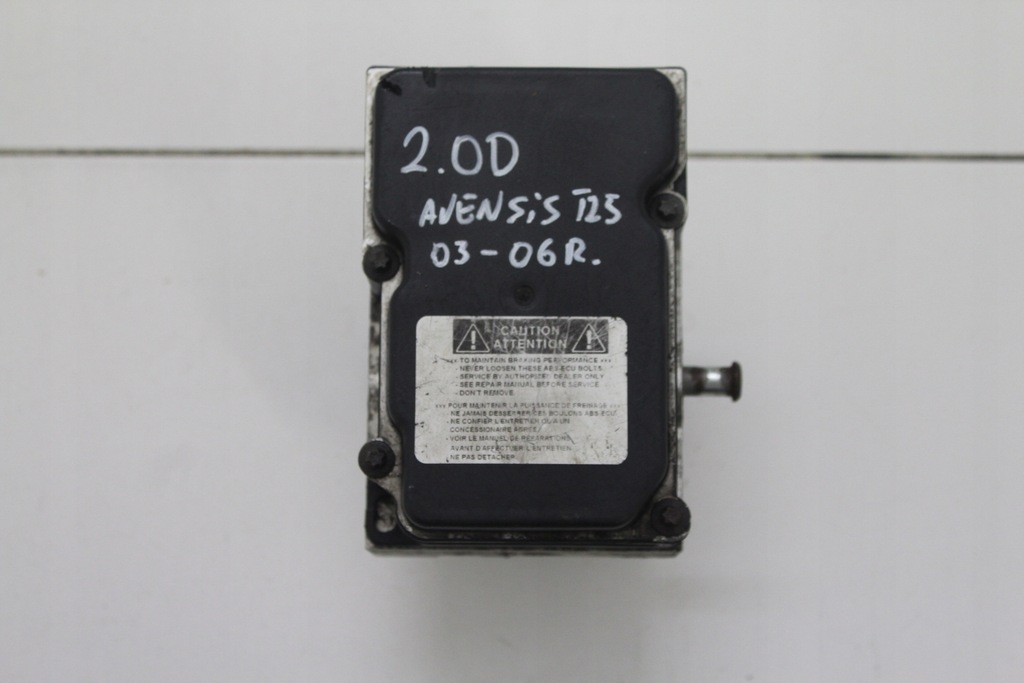 2.0D
AVENSiS T25
03-06R.
CAUTION
ATTENTION
*** TO MAINTAIN BRAKING PERFORMANCE ***
- NEVER LOOSEN THESE ABS ECU BOLTS.
- SERVICE BY AUTHORIZED DEALER ONLY
- SEE REPAIR MANUAL BEFORE SERVICE
- DON'T REMOVE.
*** POUR MAINTENIR LA PUISSANCE DE FREINAGE ***
NE JAMAIS DESSERRER CES BOULONS ABS ECU
- NE CONFIER L'ENTRETIEN QU'A UN
CONCESSIONAIRE AGREE
- VOIR LE MANUEL DE REPARATIONS
AVANT D'AFFECTUER L'ENTRETIEN
NE PAS DETACHER